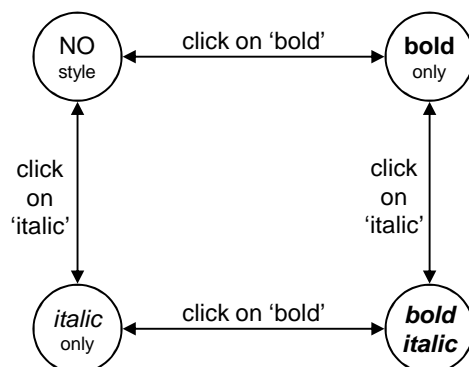 NO
style
click on ‘bold’
bold
only
click
on
‘italic’
click
on
‘italic’
italic
only
click on ‘bold’
bold
italic